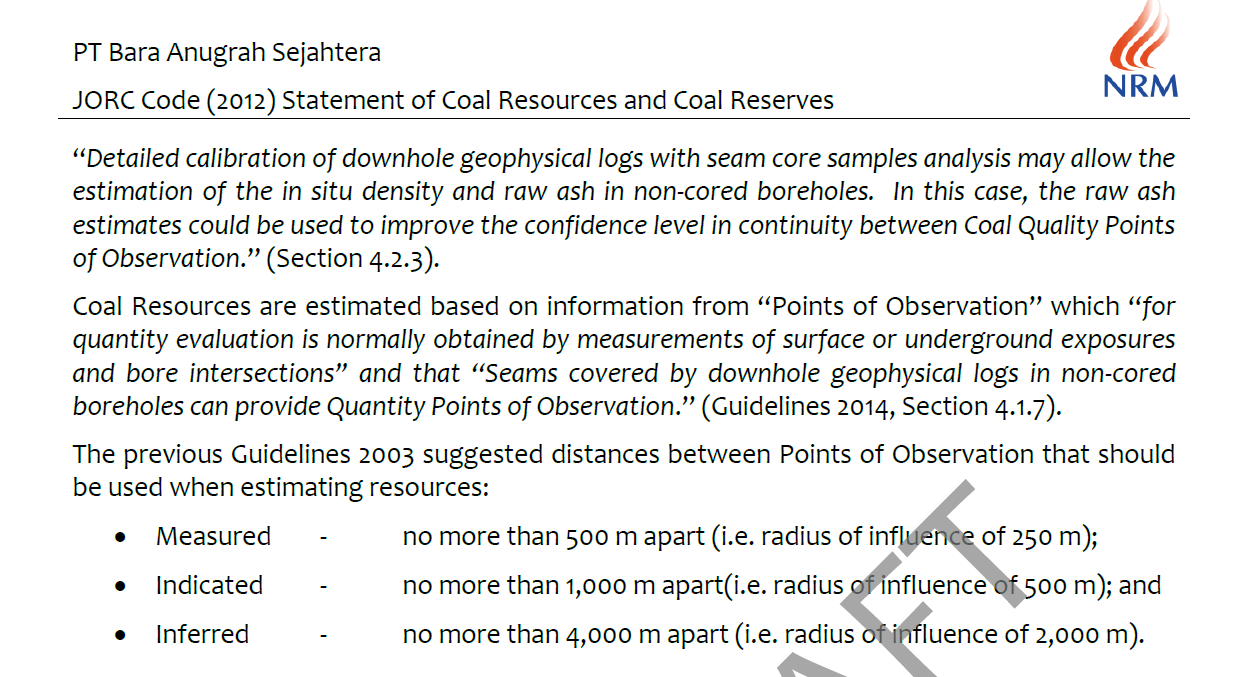 PT Bara Anugrah Sejahtera
NRM
JORC Code (2012) Statement of Coal Resources and Coal Reserves
“Detailed calibration of downhole geophysical logs with seam core samples analysis may allow the
estimation of the in situ density and raw ash in non-cored boreholes.  In this case, the raw ash
estimates could be used to improve the confidence level in continuity between Coal Quality Points
of Observation.” (Section 4.2.3).
Coal Resources are estimated based on information from “Points of Observation” which “for
quantity evaluation is normally obtained by measurements of surface or underground exposures
and bore intersections” and that “Seams covered by downhole geophysical logs in non-cored
boreholes can provide Quantity Points of Observation.” (Guidelines 2014, Section 4.1.7).
The previous Guidelines 2003 suggested distances between Points of Observation that should
be used when estimating resources:
• Measured - no more than 500 m apart (i.e. radius of influence of 250 m);
• Indicated - no more than 1,000 m apart(i.e. radius of influence of 500 m); and
• Inferred - no more than 4,000 m apart (i.e. radius of influence of 2,000 m).